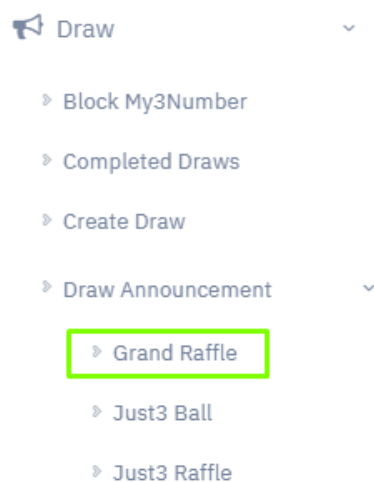 Draw
Block My3Number
Completed Draws
Create Draw
Draw Announcement
Grand Raffle
Just3 Ball
Just3 Raffle